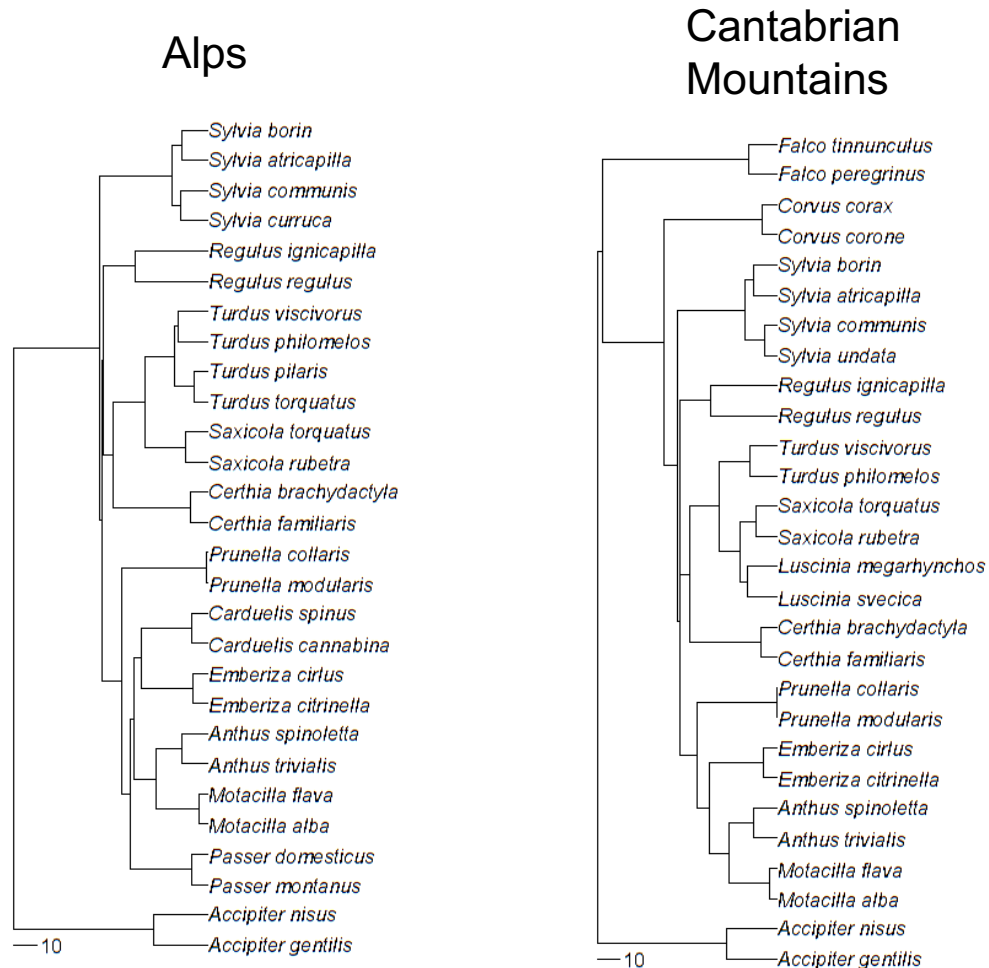 Alps
Sylvia borin
Sylvia atricapilla
Sylvia communis
Sylvia curruca
Regulus ignicapilla
Regulus regulus
Turdus viscivorus
Turdus philomelos
Turdus pilaris
Turdus torquatus
Saxicola torquatus
Saxicola rubetra
Certhia brachydactyla
Certhia familiaris
Prunella collaris
Prunella modularis
Carduelis spinus
Carduelis cannabina
Emberiza cirlus
Emberiza citrinella
Anthus spinoletta
Anthus trivialis
Motacilla flava
Motacilla alba
Passer domesticus
Passer montanus
Accipiter nisus
Accipiter gentilis
10
Cantabrian
Mountains
Falco tinnunculus
Falco peregrinus
Corvus corax
Corvus corone
Sylvia borin
Sylvia atricapilla
Sylvia communis
Sylvia undata
Regulus ignicapilla
Regulus regulus
Turdus viscivorus
Turdus philomelos
Saxicola torquatus
Saxicola rubetra
Luscinia megarhynchos
Luscinia svecica
Certhia brachydactyla
Certhia familiaris
Prunella collaris
Prunella modularis
Emberiza cirlus
Emberiza citrinella
Anthus spinoletta
Anthus trivialis
Motacilla flava
Motacilla alba
Accipiter nisus
Accipiter gentilis
10